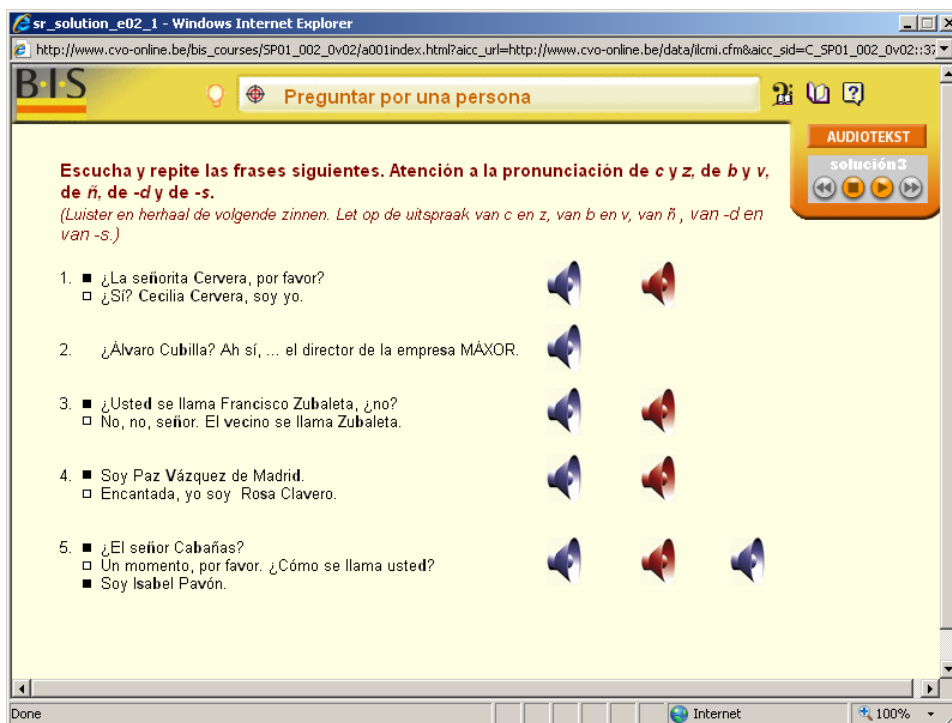 sr_solution_e02_1 - Windows Internet Explorer
http://www.cvo-online.be/bis_courses/SP01_002_0v02/a001index.html?aicc_url=http://www.cvo-online.be/data/ilcmi.cfm&aicc_sid=C_SP01_002_0v02::37
B·I·S
Preguntar por una persona
AUDIOTEKST
solución3
Escucha y repite las frases siguientes. Atención a la pronunciación de c y z, de b y v,
de ñ, de -d y de -s.
(Luister en herhaal de volgende zinnen. Let op de uitspraak van c en z, van b en v, van ñ , van -d en
van -s.)
1. ■ ¿La señorita Cervera, por favor?
□ ¿Sí? Cecilia Cervera, soy yo.
2. ¿Álvaro Cubilla? Ah sí, ... el director de la empresa MÁXOR.
3. ■ ¿Usted se llama Francisco Zubaleta, ¿no?
□ No, no, señor. El vecino se llama Zubaleta.
4. ■ Soy Paz Vázquez de Madrid.
□ Encantada, yo soy Rosa Clavero.
5. ■ ¿El señor Cabañas?
□ Un momento, por favor. ¿Cómo se llama usted?
■ Soy Isabel Pavón.
Done
Internet
100%